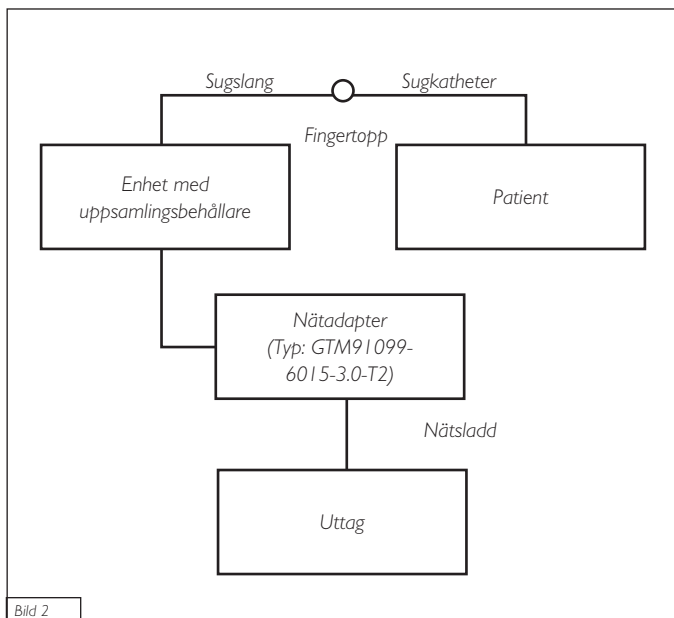 Sugslang
Sugkatheter
Fingertopp
Enhet med
uppsamlingsbehållare
Patient
Nätadapter
(Typ: GTM91099-
6015-3.0-T2)
Nätsladd
Uttag
Bild 2